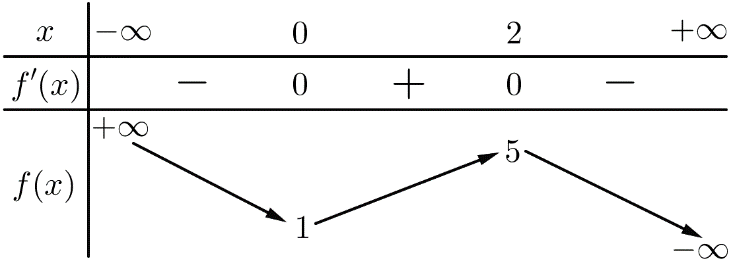 x −∞ 0 2 +∞
f′(x) − 0 + 0 −
+∞ 5
f(x) 1 −∞